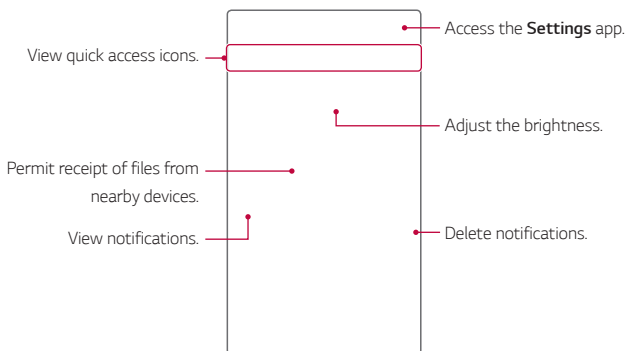 Access the Settings app.
View quick access icons.
Adjust the brightness.
Permit receipt of files from
nearby devices.
View notifications.
Delete notifications.